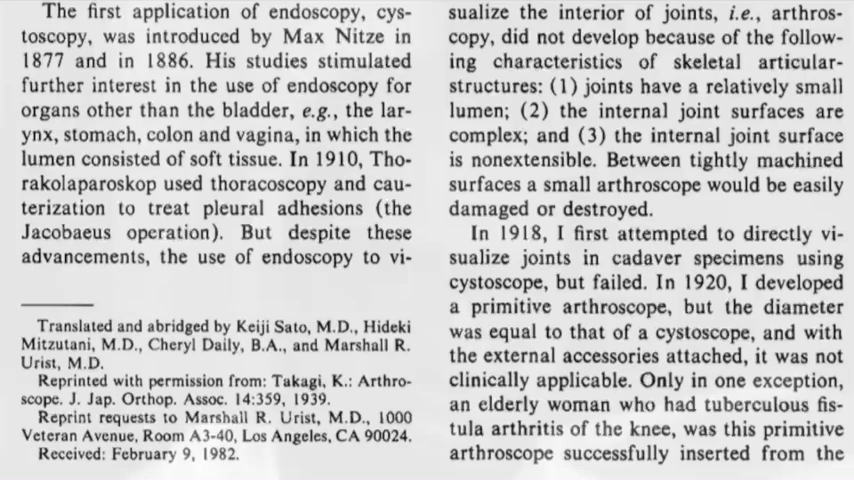 The first application of endoscopy, cys-
toscopy, was introduced by Max Nitze in
1877 and in 1886. His studies stimulated
further interest in the use of endoscopy for
organs other than the bladder, e.g., the lar-
ynx, stomach, colon and vagina, in which the
lumen consisted of soft tissue. In 1910, Tho-
rakolaparoskop used thoracoscopy and cau-
terization to treat pleural adhesions (the
Jacobaeus operation). But despite these
advancements, the use of endoscopy to vi-
Translated and abridged by Keiji Sato, M.D., Hideki
Mitzutani, M.D., Cheryl Daily, B.A., and Marshall R.
Urist, M.D.
Reprinted with permission from: Takagi, K.: Arthro-
scope. J. Jap. Orthop. Assoc. 14:359, 1939.
Reprint requests to Marshall R. Urist, M.D., 1000
Veteran Avenue, Room A3-40, Los Angeles, CA 90024.
Received: February 9, 1982.
sualize the interior of joints, i.e., arthros-
copy, did not develop because of the follow-
ing characteristics of skeletal articular-
structures: (1) joints have a relatively small
lumen; (2) the internal joint surfaces are
complex; and (3) the internal joint surface
is nonextensible. Between tightly machined
surfaces a small arthroscope would be easily
damaged or destroyed.
In 1918, I first attempted to directly vi-
sualize joints in cadaver specimens using
cystoscope, but failed. In 1920, I developed
a primitive arthroscope, but the diameter
was equal to that of a cystoscope, and with
the external accessories attached, it was not
clinically applicable. Only in one exception,
an elderly woman who had tuberculous fis-
tula arthritis of the knee, was this primitive
arthroscope successfully inserted from the